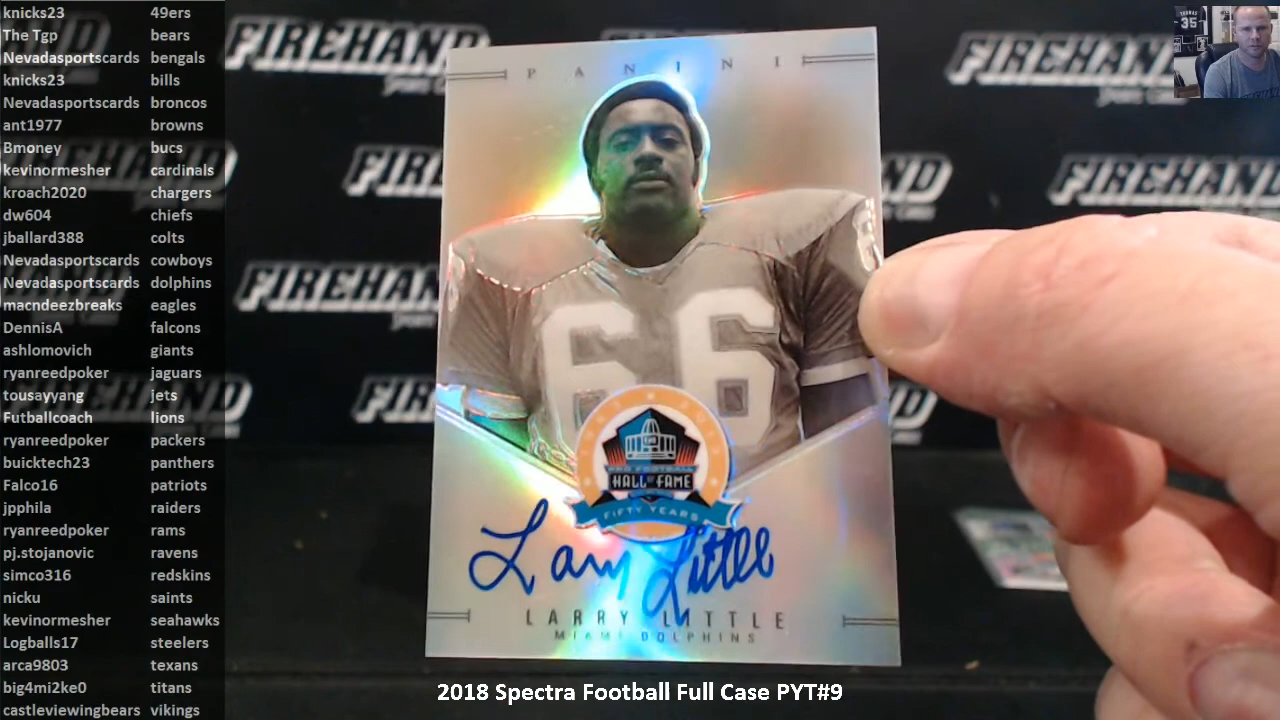 knicks23 49ers
The Tgp bears
Nevadasportscards bengals
knicks23 bills
Nevadasportscards broncos
ant1977 browns
Bmoney bucs
kevinormesher cardinals
kroach2020 chargers
dw604 chiefs
jballard388 colts
Nevadasportscards cowboys
Nevadasportscards dolphins
macndeezbreaks eagles
DennisA falcons
ashlomovich giants
ryanreedpoker jaguars
tousayyang jets
Futballcoach lions
ryanreedpoker packers
buicktech23 panthers
Falco16 patriots
jpphila raiders
ryanreedpoker rams
pj.stojanovic ravens
simco316 redskins
nicku saints
kevinormesher seahawks
Logballs17 steelers
arca9803 texans
big4mi2ke0 titans
castleviewingbears vikings
FIREHAND
FIREHAND
FIREHAND
FIREHAND
PANINI
66
PRO FOOTBALL
HALL OF FAME
FIFTY YEARS
Larry Little
LARRY LITTLE
MIAMI DOLPHINS
35
2018 Spectra Football Full Case PYT#9